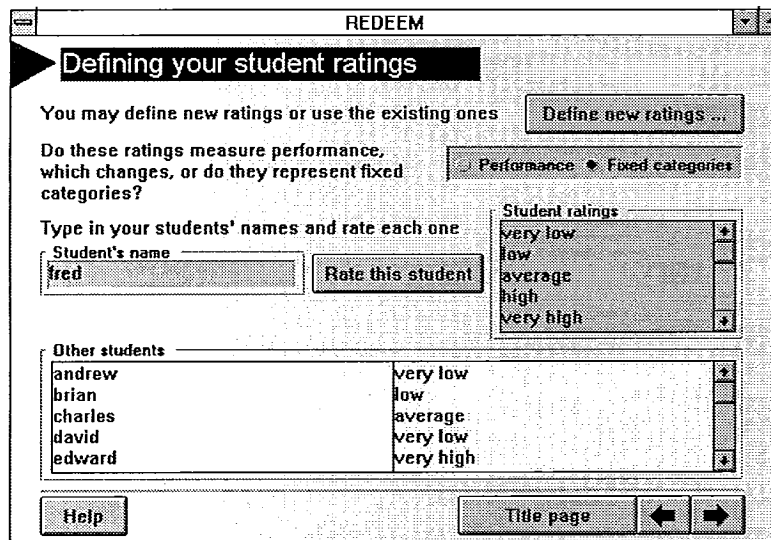 REDEEM
Defining your student ratings
You may define new ratings or use the existing ones
Define new ratings ...
Do these ratings measure performance,
which changes, or do they represent fixed
categories?
Performance
Fixed categories
Type in your students' names and rate each one
Student's name
fred
Rate this student
Student ratings
very low
low
average
high
very high
Other students
andrew very low
brian low
charles average
david very low
edward very high
Help
Title page